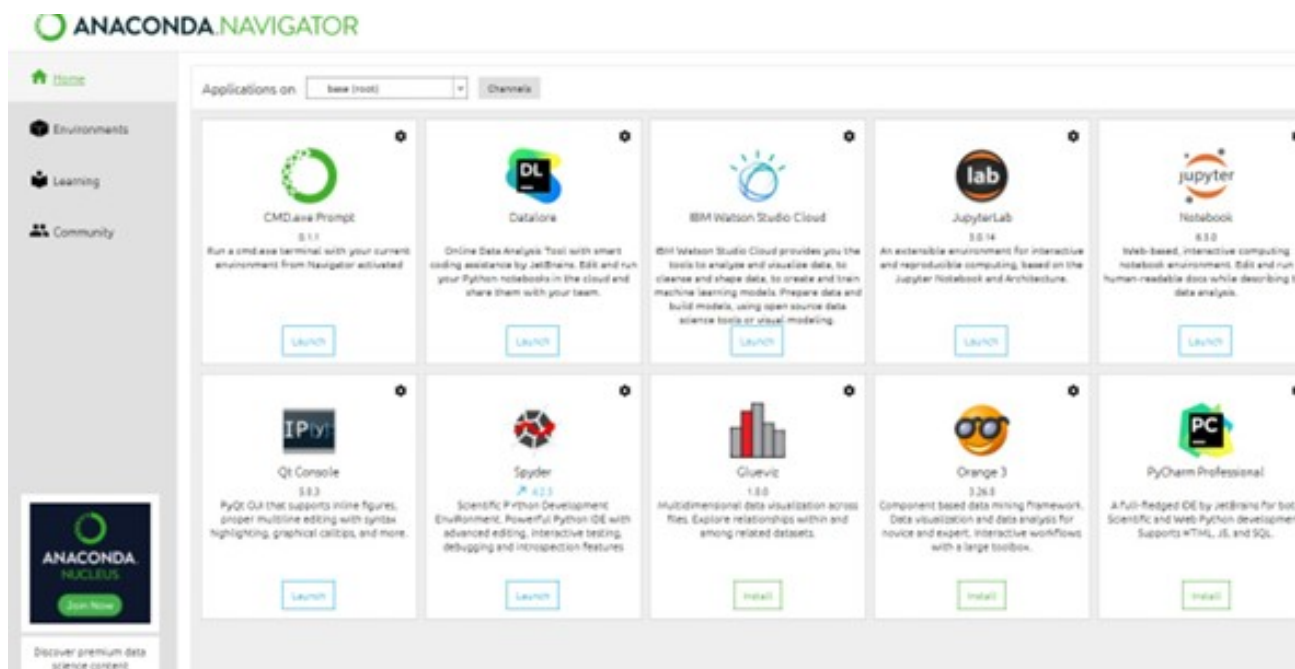 ANACONDA.NAVIGATOR
Home
Environments
Learning
Community
Applications on
base (root)
Channels
CMD.exe Prompt
0.1.1
Run a cmd.exe terminal with your current
environment from Navigator activated
Launch
DL
Datalore
Online Data Analysis Tool with smart
coding assistance by JetBrains. Edit and run
your Python notebooks in the cloud and
share them with your team.
Launch
IBM Watson Studio Cloud
IBM Watson Studio Cloud provides you the
tools to analyze and visualize data, to
cleanse and shape data, to create and train
machine learning models. Prepare data and
build models, using open source data
science tools or visual modeling.
Launch
lab
JupyterLab
3.0.14
An extensible environment for interactive
and reproducible computing, based on the
Jupyter Notebook and Architecture.
Launch
jupyter
Notebook
6.3.0
Web-based, interactive computing
notebook environment. Edit and run
human-readable docs while describing
data analysis.
Launch
IP[y]:
Qt Console
5.0.3
PyQt GUI that supports inline figures,
proper multiline editing with syntax
highlighting, graphical calltips, and more.
Launch
Spyder
4.2.5
Scientific Python Development
EnviRonment. Powerful Python IDE with
advanced editing, interactive testing,
debugging and introspection features
Launch
Glueviz
1.0.0
Multidimensional data visualization across
files. Explore relationships within and
among related datasets.
Install
Orange 3
3.26.0
Component based data mining framework.
Data visualization and data analysis for
novice and expert. Interactive workflows
with a large toolbox.
Install
PC
PyCharm Professional
A full-fledged IDE by JetBrains for both
Scientific and Web Python development.
Supports HTML, JS, and SQL.
Install
ANACONDA.
NUCLEUS
Join Now
Discover premium data
science content